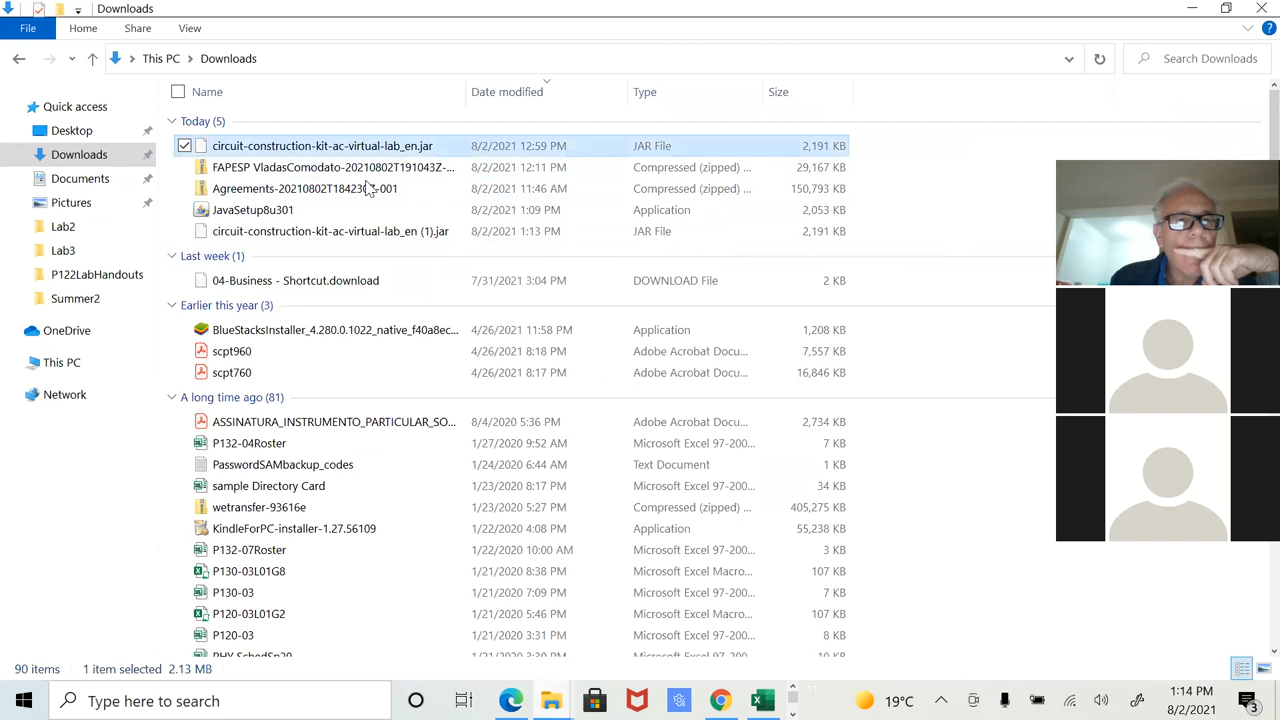 Downloads
File Home Share View
This PC Downloads Search Downloads
Name Date modified Type Size
Quick access
Desktop
Downloads
Documents
Pictures
Lab2
Lab3
P122LabHandouts
Summer2
OneDrive
This PC
Network
Today (5)
circuit-construction-kit-ac-virtual-lab_en.jar 8/2/2021 12:59 PM JAR File 2,191 KB
FAPESP VladasComodato-20210802T191043Z-... 8/2/2021 12:11 PM Compressed (zipped) ... 29,167 KB
8/2/2021 11:46 AM Compressed (zipped) ... 150,793 KB
JavaSetup8u301 8/2/2021 1:09 PM Application 2,053 KB
circuit-construction-kit-ac-virtual-lab_en (1).jar 8/2/2021 1:13 PM JAR File 2,191 KB
Last week (1)
04-Business - Shortcut.download 7/31/2021 3:04 PM DOWNLOAD File 2 KB
Earlier this year (3)
BlueStacksInstaller_4.280.0.1022_native_f40a8ec... 4/26/2021 11:58 PM Application 1,208 KB
scpt960 4/26/2021 8:18 PM Adobe Acrobat Docu... 7,557 KB
scpt760 4/26/2021 8:17 PM Adobe Acrobat Docu... 16,846 KB
A long time ago (81)
ASSINATURA_INSTRUMENTO_PARTICULAR_SO... 8/4/2020 5:36 PM Adobe Acrobat Docu... 2,734 KB
P132-04Roster 1/27/2020 9:52 AM Microsoft Excel 97-200... 7 KB
PasswordSAMbackup_codes 1/24/2020 6:44 AM Text Document 1 KB
sample Directory Card 1/23/2020 8:17 PM Microsoft Excel 97-200... 34 KB
wetransfer-93616e 1/23/2020 5:27 PM Compressed (zipped) ... 405,275 KB
KindleForPC-installer-1.27.56109 1/22/2020 4:08 PM Application 55,238 KB
P132-07Roster 1/22/2020 10:00 AM Microsoft Excel 97-200... 3 KB
P130-03L01G8 1/21/2020 8:38 PM Microsoft Excel Macro... 107 KB
P130-03 1/21/2020 7:09 PM Microsoft Excel 97-200... 7 KB
P120-03L01G2 1/21/2020 5:46 PM Microsoft Excel Macro... 107 KB
P120-03 1/21/2020 3:31 PM Microsoft Excel 97-200... 8 KB
PHY SchedSp20 1/21/2020 3:30 PM Microsoft Excel 97-200... 10 KB
90 items 1 item selected 2.13 MB
Type here to search 19°C 1:14 PM
8/2/2021 3